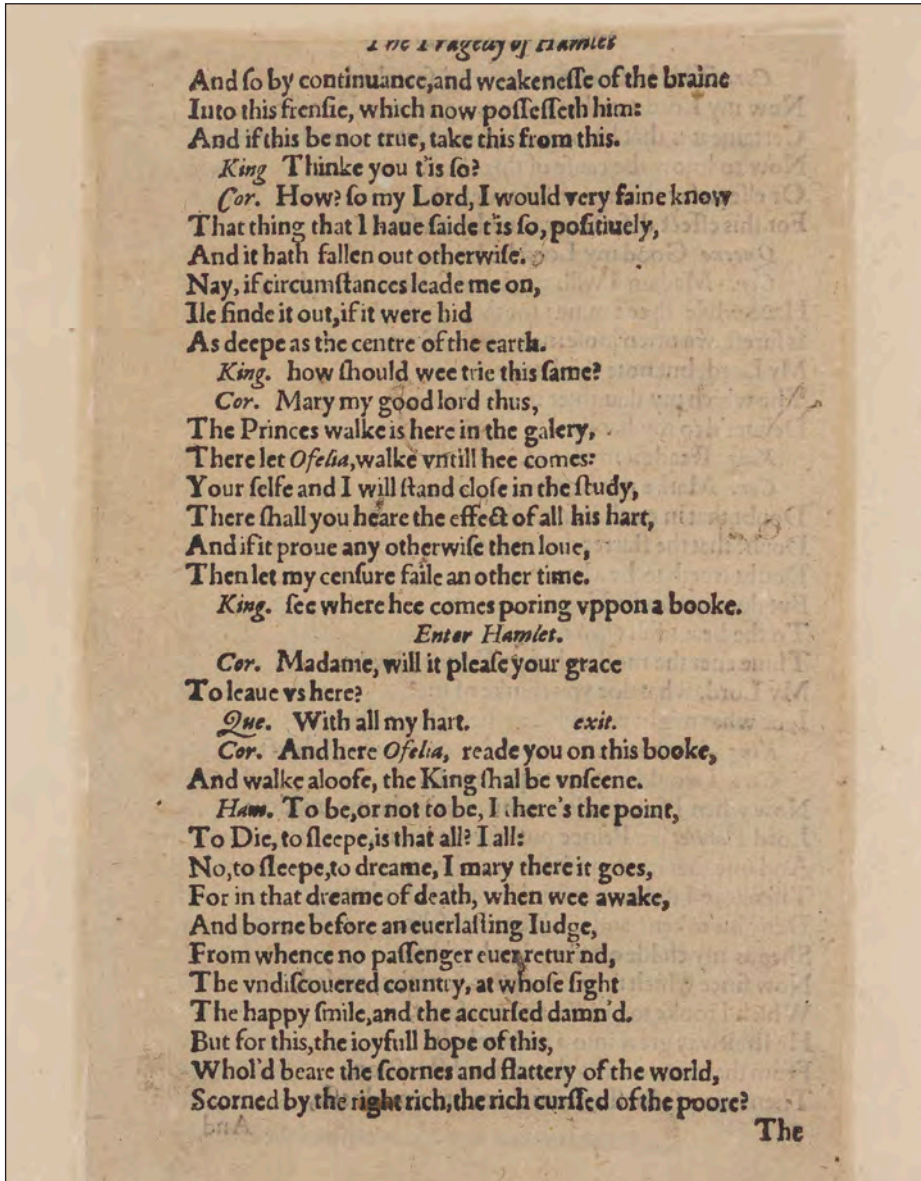 The Tragedy of Hamlet
And ſo by continuance,and weakeneſſe of the braine
Into this frenſie, which now poſſeſſeth him:
And if this be not true, take this from this.
King Thinke you t'is ſo?
Cor. How? ſo my Lord, I would very faine know
That thing that I haue ſaide t'is ſo, poſitiuely,
And it hath fallen out otherwiſe.
Nay, if circumſtances leade me on,
Ile finde it out,if it were hid
As deepe as the centre of the earth.
King. how ſhould wee trie this ſame?
Cor. Mary my good lord thus,
The Princes walke is here in the galery,
There let Ofelia,walke vntill hee comes:
Your ſelfe and I will ſtand cloſe in the ſtudy,
There ſhall you heare the effect of all his hart,
And if it proue any otherwiſe then loue,
Then let my cenſure faile an other time.
King. ſee where hee comes poring vppon a booke.
Enter Hamlet.
Cor. Madame, will it pleaſe your grace
To leaue vs here?
Que. With all my hart. exit.
Cor. And here Ofelia, reade you on this booke,
And walke aloofe, the King ſhal be vnſeene.
Ham. To be,or not to be, I there's the point,
To Die, to ſleepe,is that all? I all:
No,to ſleepe,to dreame, I mary there it goes,
For in that dreame of death, when wee awake,
And borne before an euerlaſting Iudge,
From whence no paſſenger euer retur'nd,
The vndiſcouered country, at whoſe ſight
The happy ſmile,and the accurſed damn'd.
But for this,the ioyfull hope of this,
Whol'd beare the ſcornes and flattery of the world,
Scorned by the right rich,the rich curſſed of the poore?
The